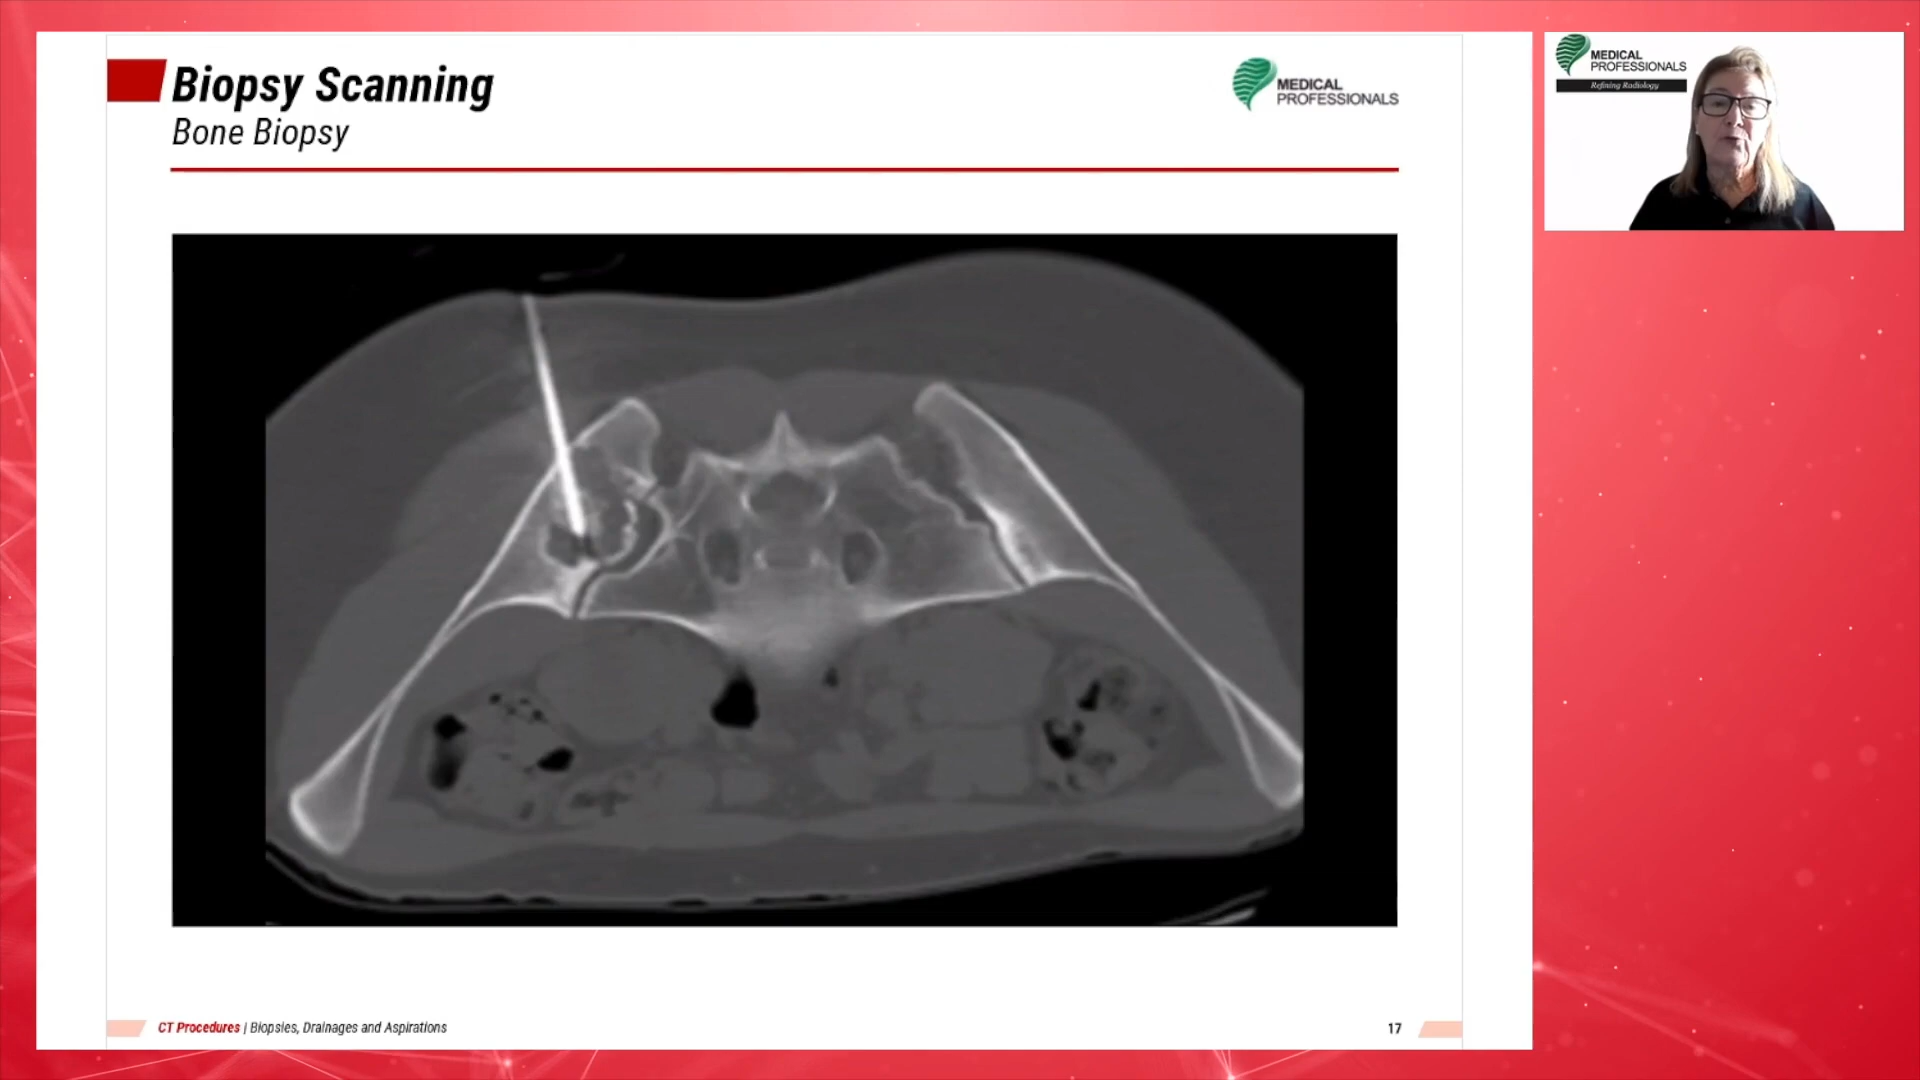 Biopsy Scanning
Bone Biopsy
MEDICAL
PROFESSIONALS
MEDICAL
PROFESSIONALS
Refining Radiology
CT Procedures | Biopsies, Drainages and Aspirations
17